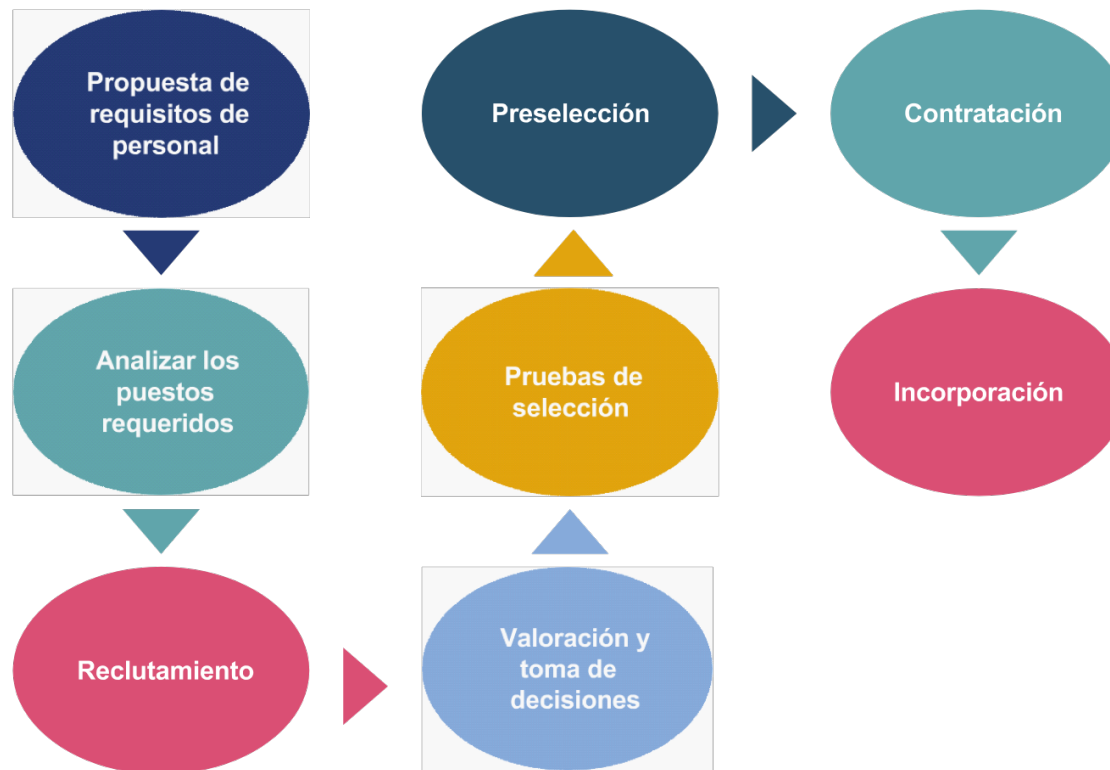 Propuesta de
requisitos de
personal
Analizar los
puestos
requeridos
Reclutamiento
Valoración y
toma de
decisiones
Pruebas de
selección
Preselección
Contratación
Incorporación